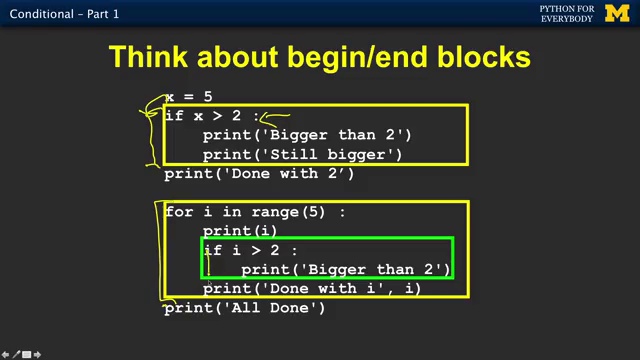 Conditional – Part 1
PYTHON FOR
EVERYBODY
Think about begin/end blocks
x = 5
if x > 2 :
print('Bigger than 2')
print('Still bigger')
print('Done with 2’)
for i in range(5) :
print(i)
if i > 2 :
print('Bigger than 2')
print('Done with i', i)
print('All Done')